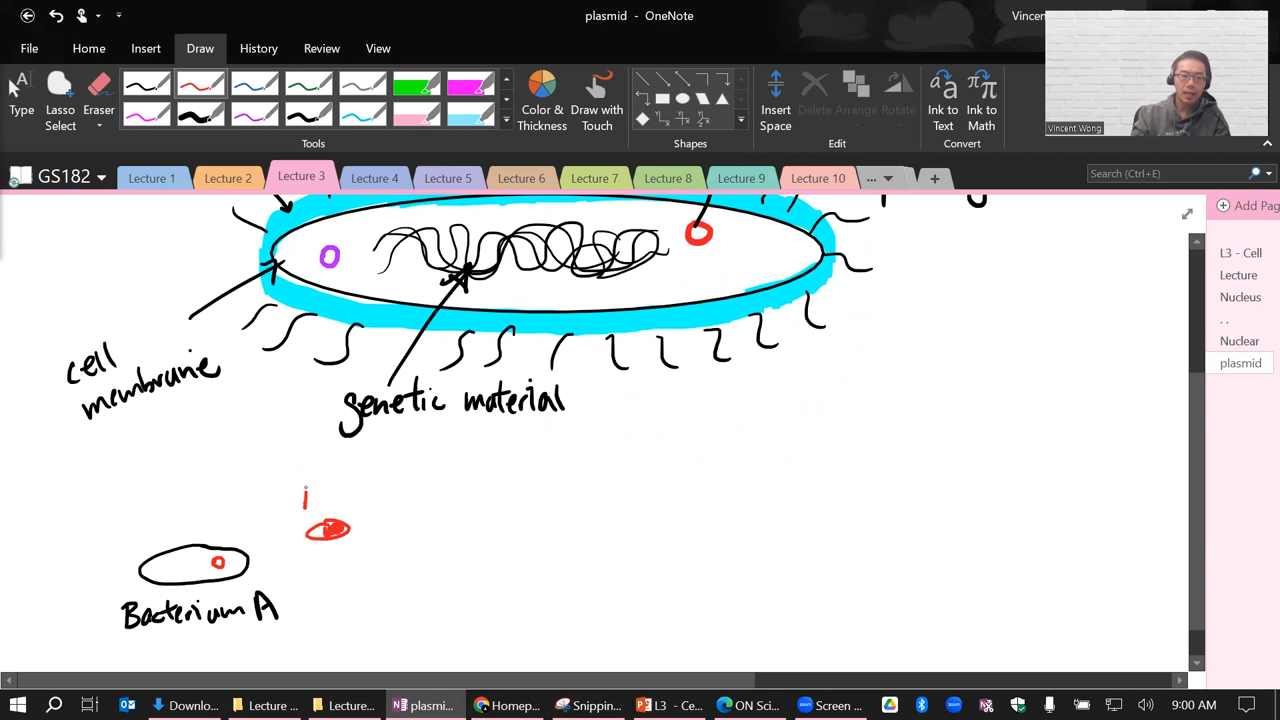 plasmid - OneNote
Vincen
File Home Insert Draw History Review View
Type
Lasso Select
Eraser
Color & Thickness
Draw with Touch
Insert Space
Delete Arrange Rotate
Ink to Text
Ink to Math
Tools
Shapes
Edit
Convert
Vincent Wong
GS182
Lecture 1 Lecture 2 Lecture 3 Lecture 4 Lecture 5 Lecture 6 Lecture 7 Lecture 8 Lecture 9 Lecture 10 ...
Search (Ctrl+E)
Add Pag
L3 - Cell
Lecture
Nucleus
. .
Nuclear
plasmid
cell
membrane
genetic material
i
Bacterium A
Downlo... Lecture ... Lecture... plasmi... Homep... Snippin... L3 - Ce... ON Sci... Screen ... 9:00 AM